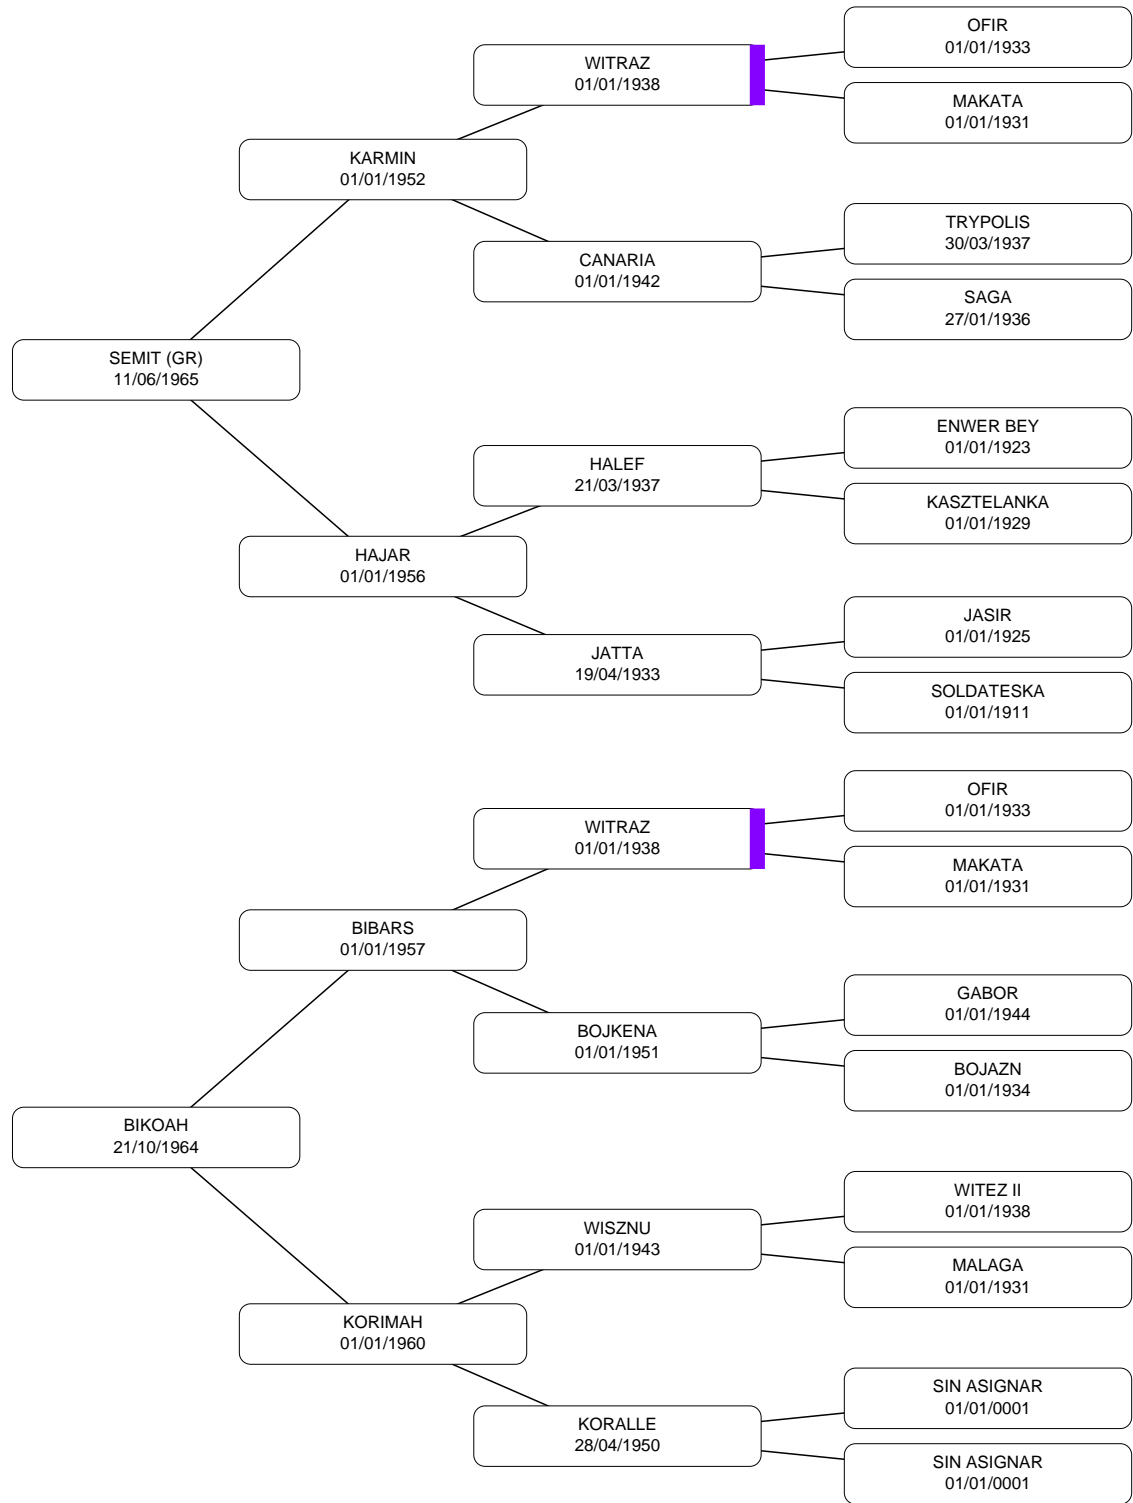 OFIR
01/01/1933
WITRAZ
01/01/1938
MAKATA
01/01/1931
KARMIN
01/01/1952
TRYPOLIS
30/03/1937
CANARIA
01/01/1942
SAGA
27/01/1936
SEMIT (GR)
11/06/1965
ENWER BEY
01/01/1923
HALEF
21/03/1937
KASZTELANKA
01/01/1929
HAJAR
01/01/1956
JASIR
01/01/1925
JATTA
19/04/1933
SOLDATESKA
01/01/1911
OFIR
01/01/1933
WITRAZ
01/01/1938
MAKATA
01/01/1931
BIBARS
01/01/1957
GABOR
01/01/1944
BOJKENA
01/01/1951
BOJAZN
01/01/1934
BIKOAH
21/10/1964
WITEZ II
01/01/1938
WISZNU
01/01/1943
MALAGA
01/01/1931
KORIMAH
01/01/1960
SIN ASIGNAR
01/01/0001
KORALLE
28/04/1950
SIN ASIGNAR
01/01/0001